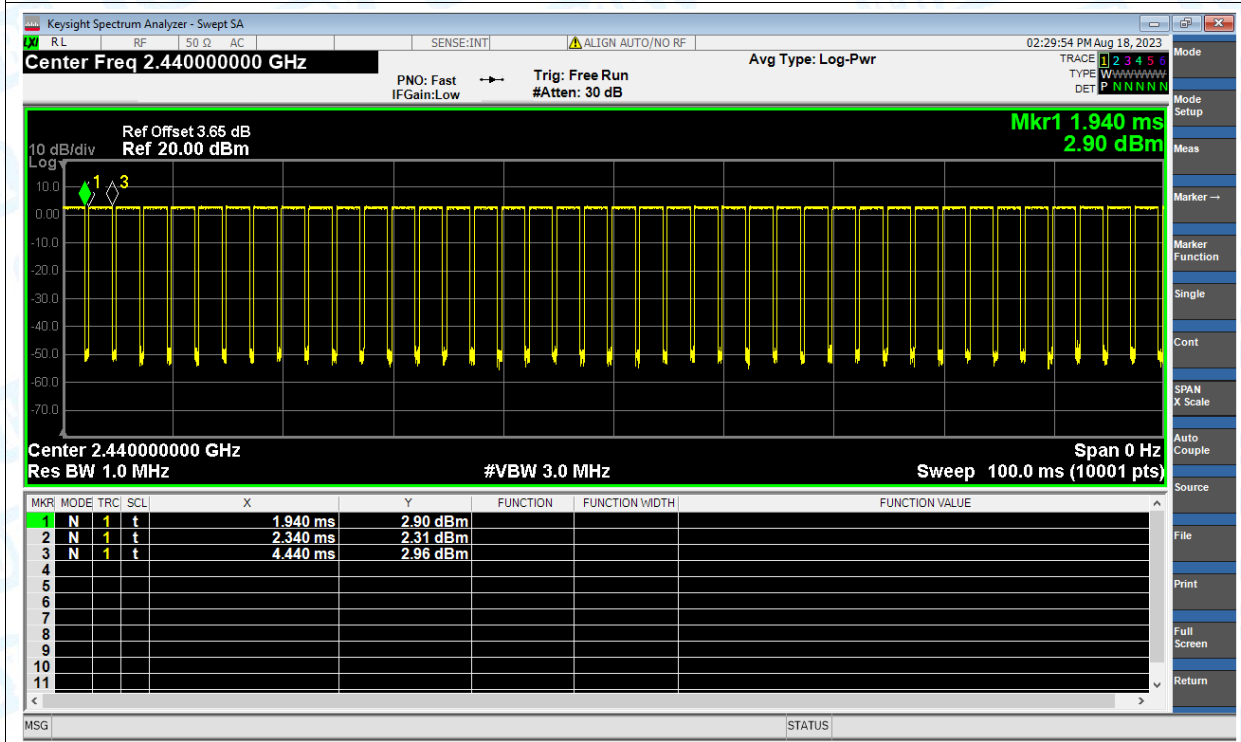 Keysight Spectrum Analyzer - Swept SA
LXI RL RF 50 Ω AC SENSE:INT ALIGN AUTO/NO RF 02:29:54 PM Aug 18, 2023
Center Freq 2.440000000 GHz
PNO: Fast
IFGain:Low
Trig: Free Run
#Atten: 30 dB
Avg Type: Log-Pwr
TRACE 1 2 3 4 5 6
TYPE WWWWWW
DET P N N N N N
Mkr1 1.940 ms
2.90 dBm
Ref Offset 3.65 dB
10 dB/div Ref 20.00 dBm
Log
1 3
10.0
0.00
-10.0
-20.0
-30.0
-40.0
-50.0
-60.0
-70.0
Center 2.440000000 GHz Span 0 Hz
Res BW 1.0 MHz #VBW 3.0 MHz Sweep 100.0 ms (10001 pts)
MKR MODE TRC SCL X Y FUNCTION FUNCTION WIDTH FUNCTION VALUE
1 N 1 t 1.940 ms 2.90 dBm
2 N 1 t 2.340 ms 2.31 dBm
3 N 1 t 4.440 ms 2.96 dBm
4
5
6
7
8
9
10
11
MSG STATUS
Mode
Mode
Setup
Meas
Marker →
Marker
Function
Single
Cont
SPAN
X Scale
Auto
Couple
Source
File
Print
Full
Screen
Return